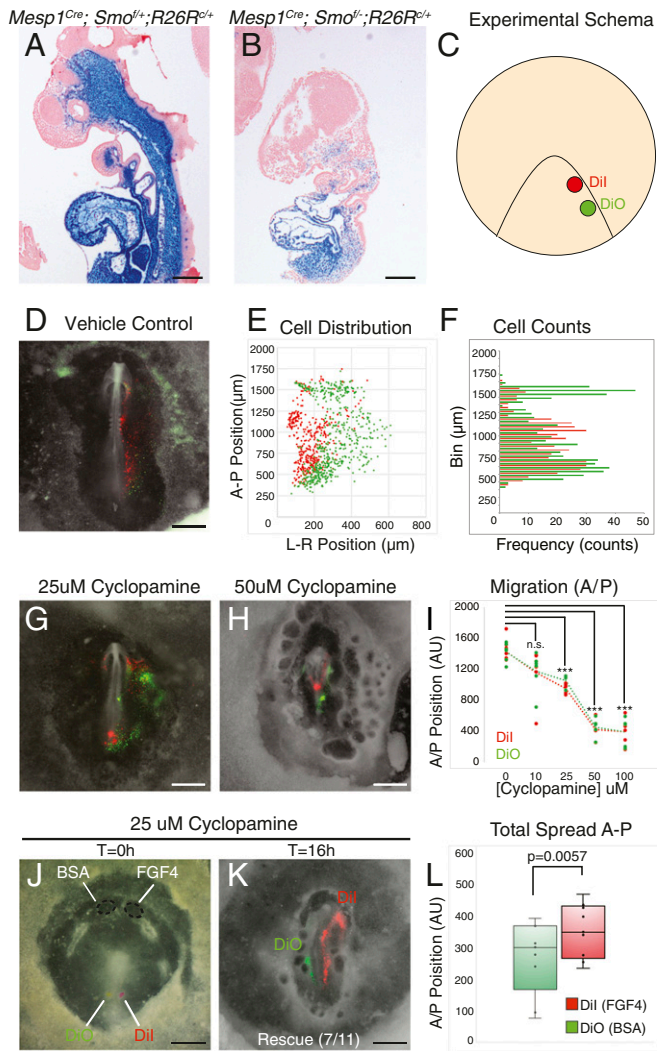 Mesp1Cre; Smof/+;R26Rc/+
Mesp1Cre; Smof/-;R26Rc/+
Experimental Schema
A
B
C
DiI
DiO
D
Vehicle Control
E
Cell Distribution
2000
1750
1500
1250
1000
750
500
250
0
200
400
600
800
A-P Position(µm)
L-R Position (µm)
F
Cell Counts
2000
1750
1500
1250
1000
750
500
250
0
10
20
30
40
50
Bin (µm)
Frequency (counts)
25uM Cyclopamine
G
50uM Cyclopamine
H
Migration (A/P)
I
2000
1600
1200
800
400
0
A/P Poisition (AU)
n.s.
***
***
***
DiI
DiO
0
10
25
50
100
[Cyclopamine] uM
25 uM Cyclopamine
T=0h
T=16h
J
BSA
FGF4
DiO
DiI
K
DiI
DiO
Rescue (7/11)
Total Spread A-P
L
p=0.0057
600
500
400
300
200
100
0
A/P Poisition (AU)
DiI (FGF4)
DiO (BSA)